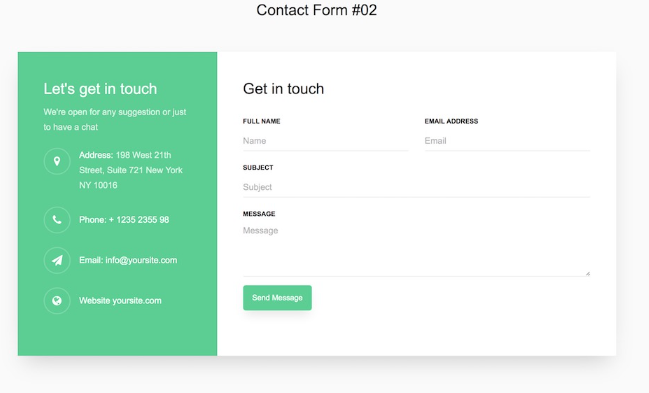 Contact Form #02
Let's get in touch
We're open for any suggestion or just
to have a chat
Address: 198 West 21th
Street, Suite 721 New York
NY 10016
Phone: + 1235 2355 98
Email: info@yoursite.com
Website yoursite.com
Get in touch
FULL NAME
Name
EMAIL ADDRESS
Email
SUBJECT
Subject
MESSAGE
Message
Send Message